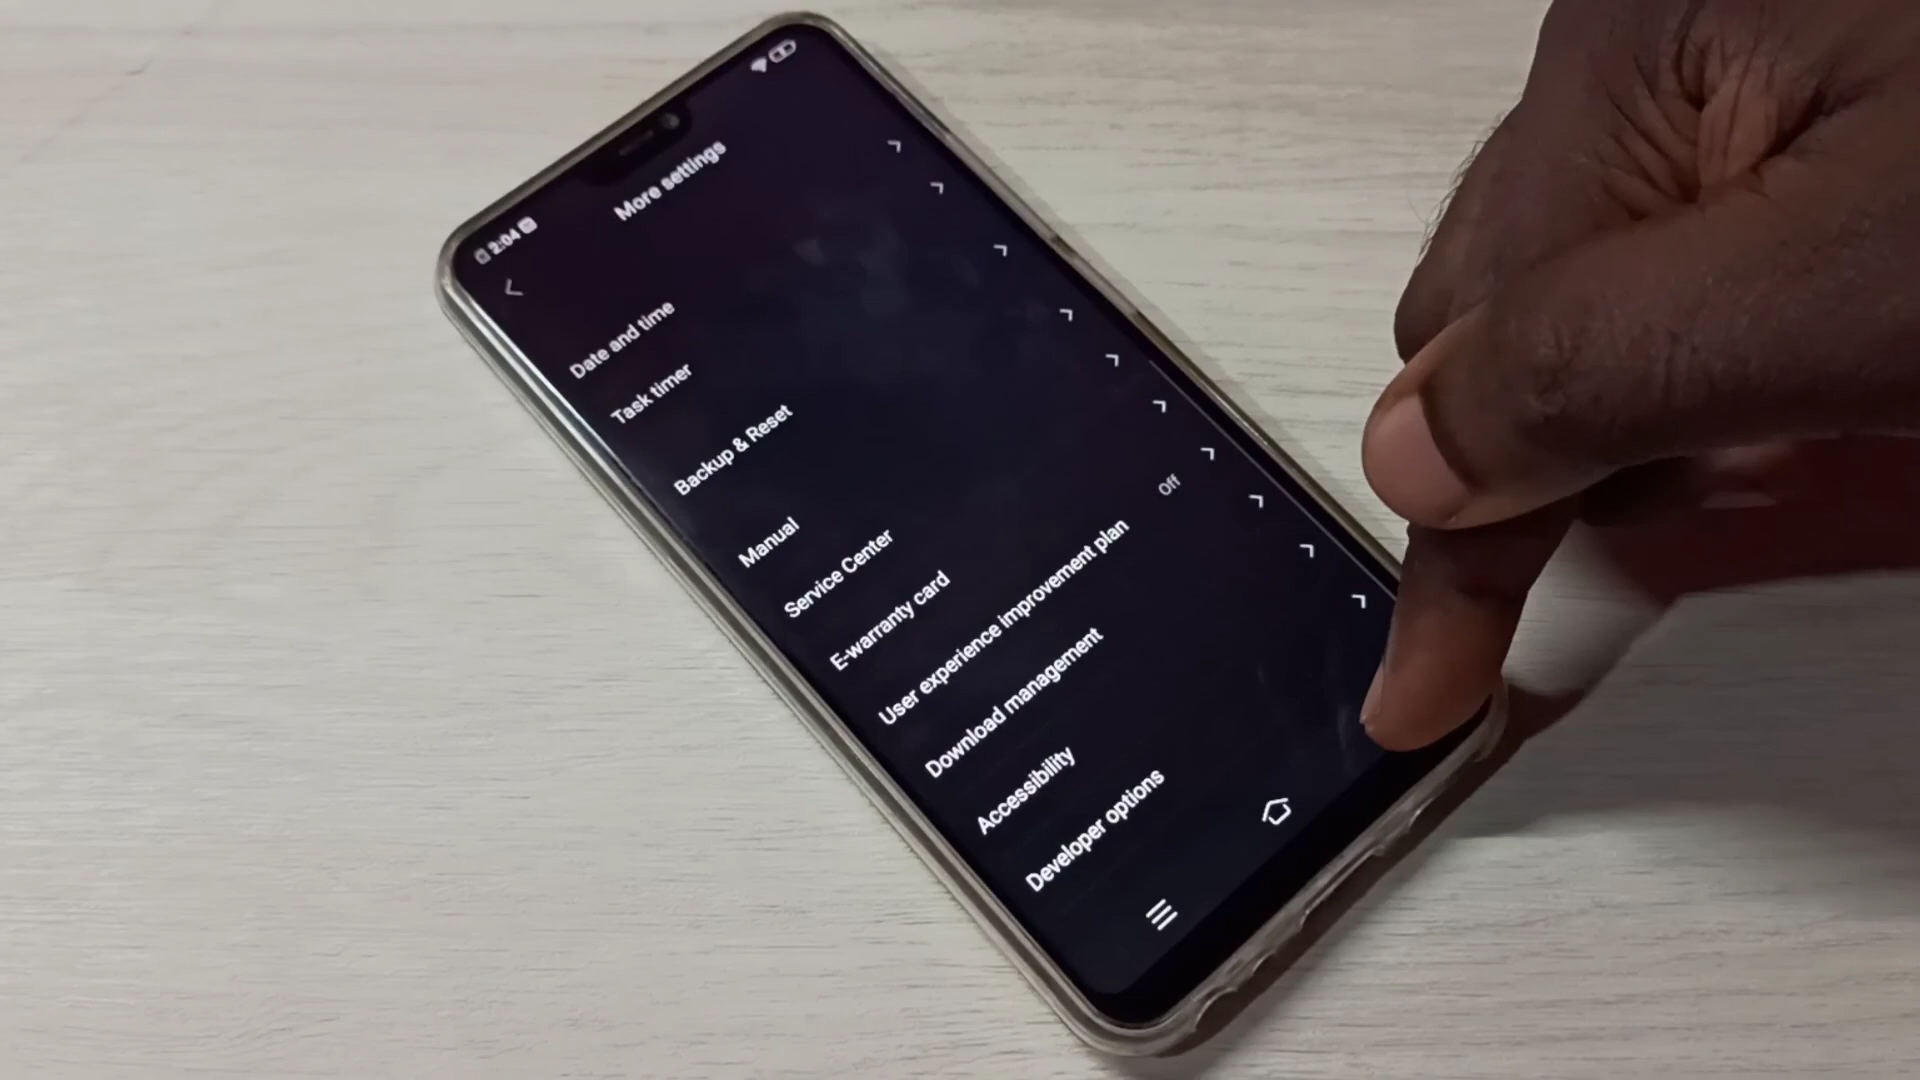 2:04
More settings
Date and time
Task timer
Backup & Reset
Manual
Service Center
E-warranty card
User experience improvement plan Off
Download management
Accessibility
Developer options